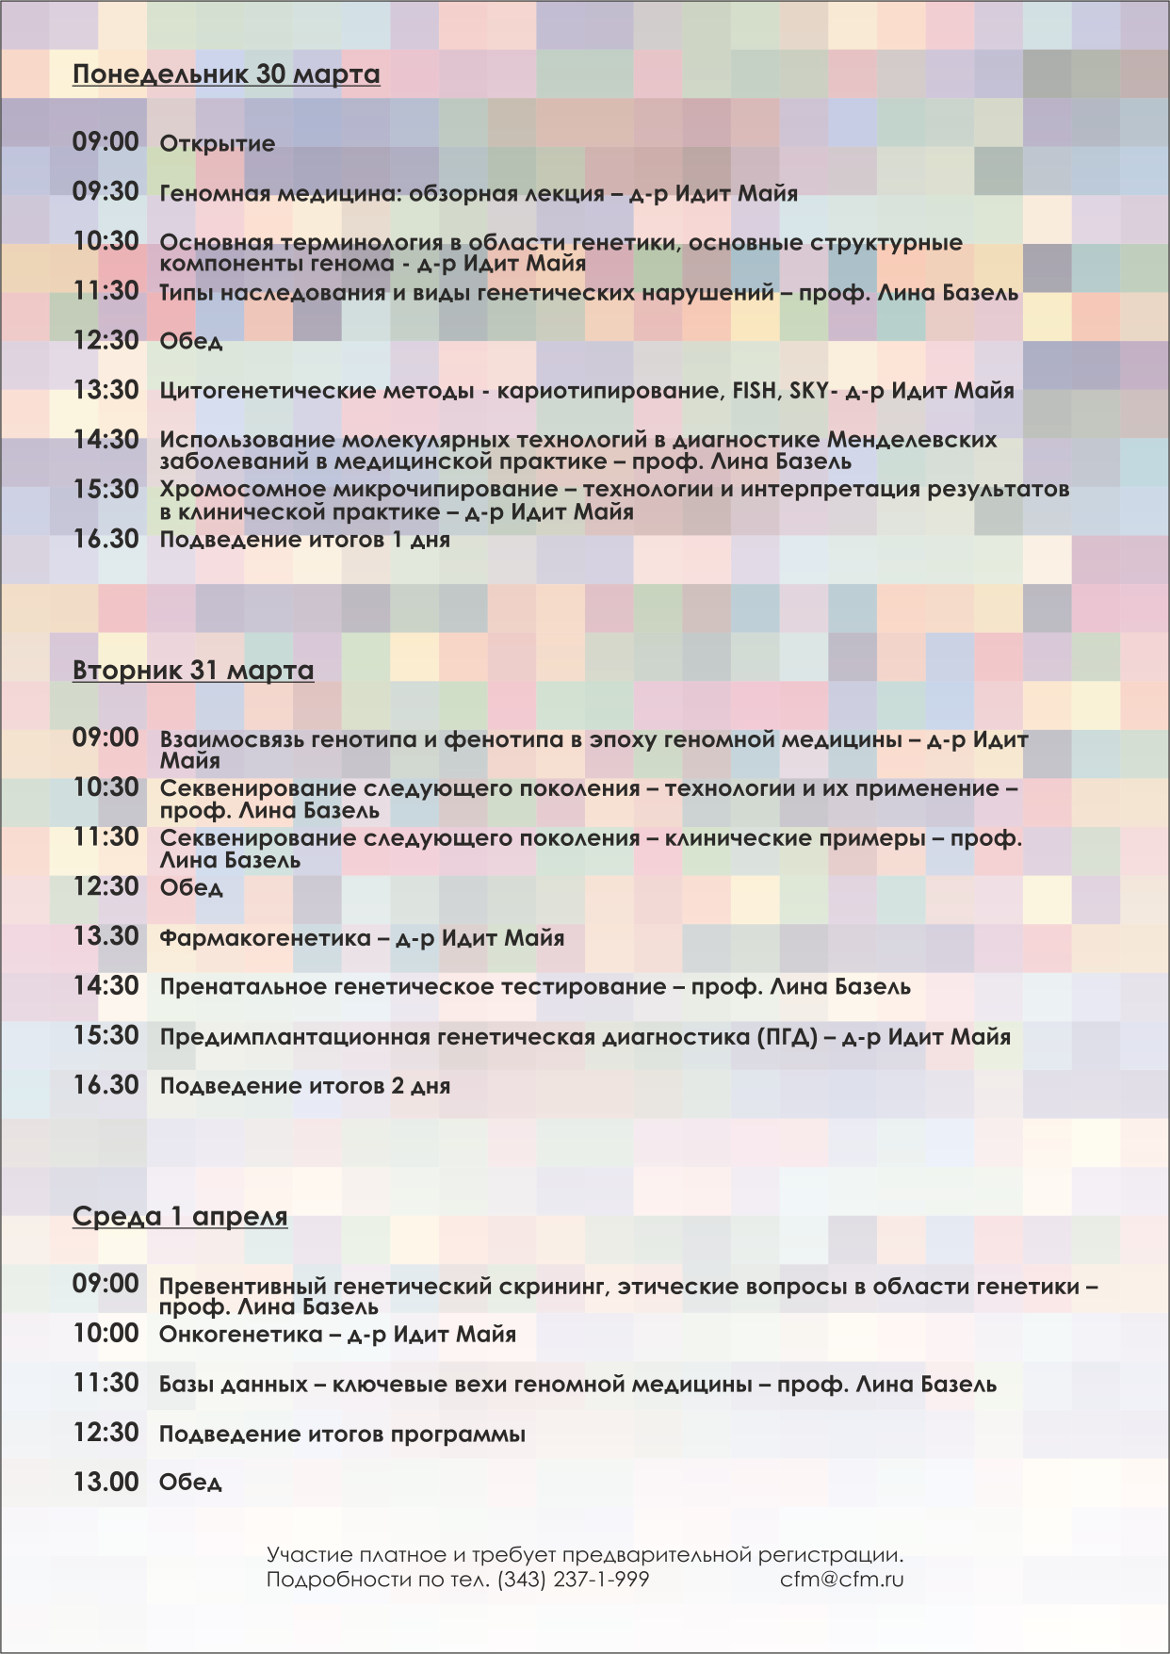 Понедельник 30 марта
09:00 Открытие
09:30 Геномная медицина: обзорная лекция – д-р Идит Майя
10:30 Основная терминология в области генетики, основные структурные
компоненты генома - д-р Идит Майя
11:30 Типы наследования и виды генетических нарушений – проф. Лина Базель
12:30 Обед
13:30 Цитогенетические методы - кариотипирование, FISH, SKY- д-р Идит Майя
14:30 Использование молекулярных технологий в диагностике Менделевских
заболеваний в медицинской практике – проф. Лина Базель
15:30 Хромосомное микрочипирование – технологии и интерпретация результатов
в клинической практике – д-р Идит Майя
16.30 Подведение итогов 1 дня
Вторник 31 марта
09:00 Взаимосвязь генотипа и фенотипа в эпоху геномной медицины – д-р Идит
Майя
10:30 Секвенирование следующего поколения – технологии и их применение –
проф. Лина Базель
11:30 Секвенирование следующего поколения – клинические примеры – проф.
Лина Базель
12:30 Обед
13.30 Фармакогенетика – д-р Идит Майя
14:30 Пренатальное генетическое тестирование – проф. Лина Базель
15:30 Предимплантационная генетическая диагностика (ПГД) – д-р Идит Майя
16.30 Подведение итогов 2 дня
Среда 1 апреля
09:00 Превентивный генетический скрининг, этические вопросы в области генетики –
проф. Лина Базель
10:00 Онкогенетика – д-р Идит Майя
11:30 Базы данных – ключевые вехи геномной медицины – проф. Лина Базель
12:30 Подведение итогов программы
13.00 Обед
Участие платное и требует предварительной регистрации.
Подробности по тел. (343) 237-1-999 cfm@cfm.ru